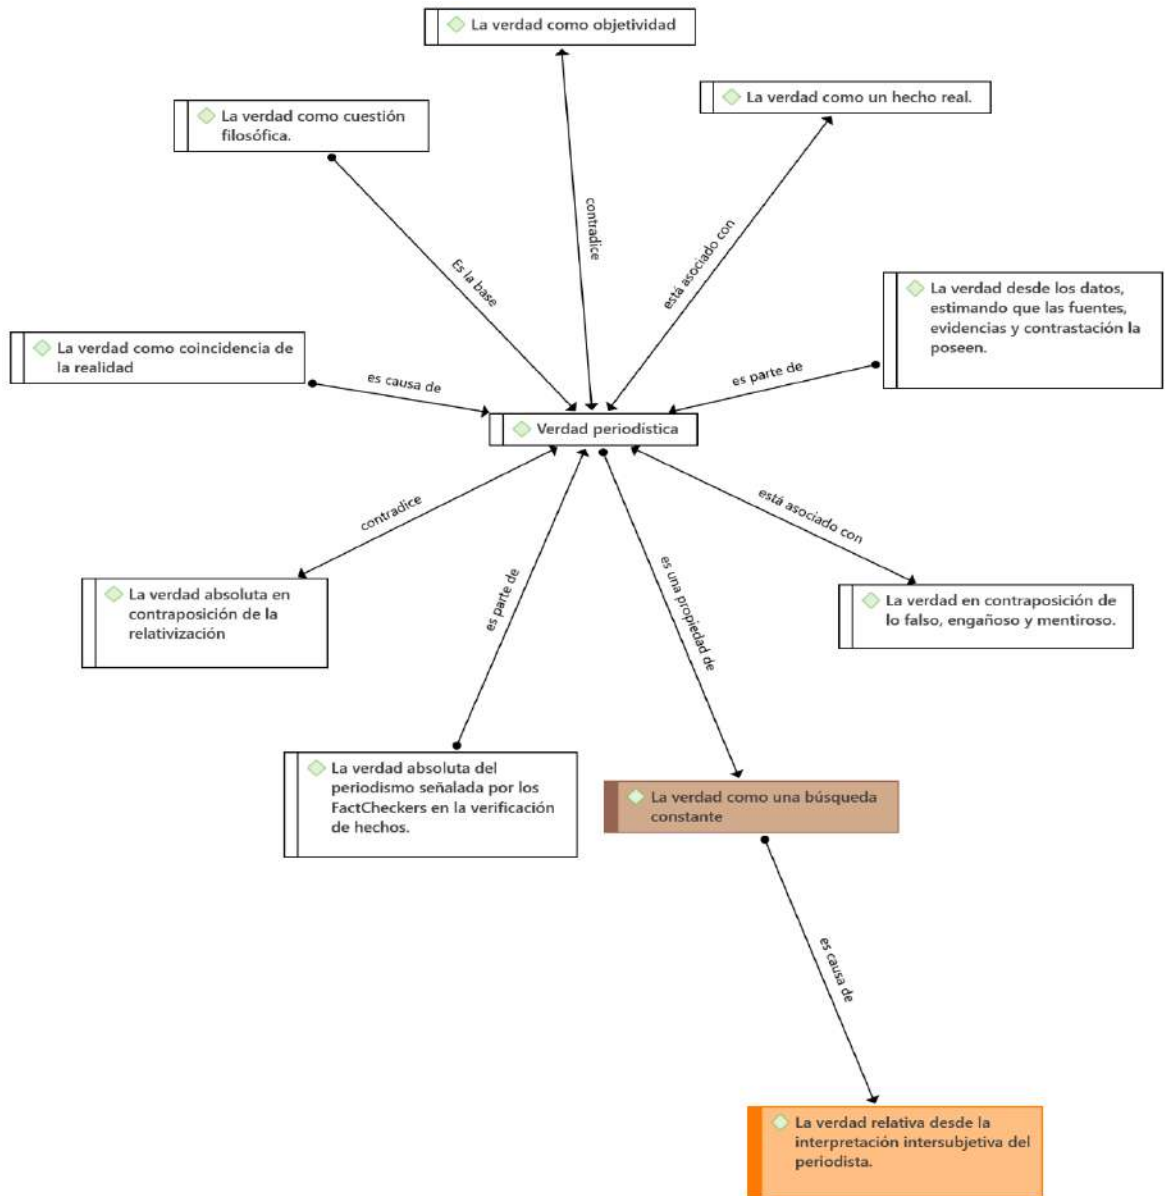 La verdad como objetividad
La verdad como un hecho real.
La verdad como cuestión
filosófica.
contradice
está asociado con
Es la base
La verdad desde los datos,
estimando que las fuentes,
evidencias y contrastación la
poseen.
La verdad como coincidencia de
la realidad
es causa de
es parte de
Verdad periodística
contradice
está asociado con
es parte de
es una propiedad de
La verdad absoluta en
contraposición de la
relativización
La verdad en contraposición de
lo falso, engañoso y mentiroso.
La verdad absoluta del
periodismo señalada por los
FactCheckers en la verificación
de hechos.
La verdad como una búsqueda
constante
es causa de
La verdad relativa desde la
interpretación intersubjetiva del
periodista.